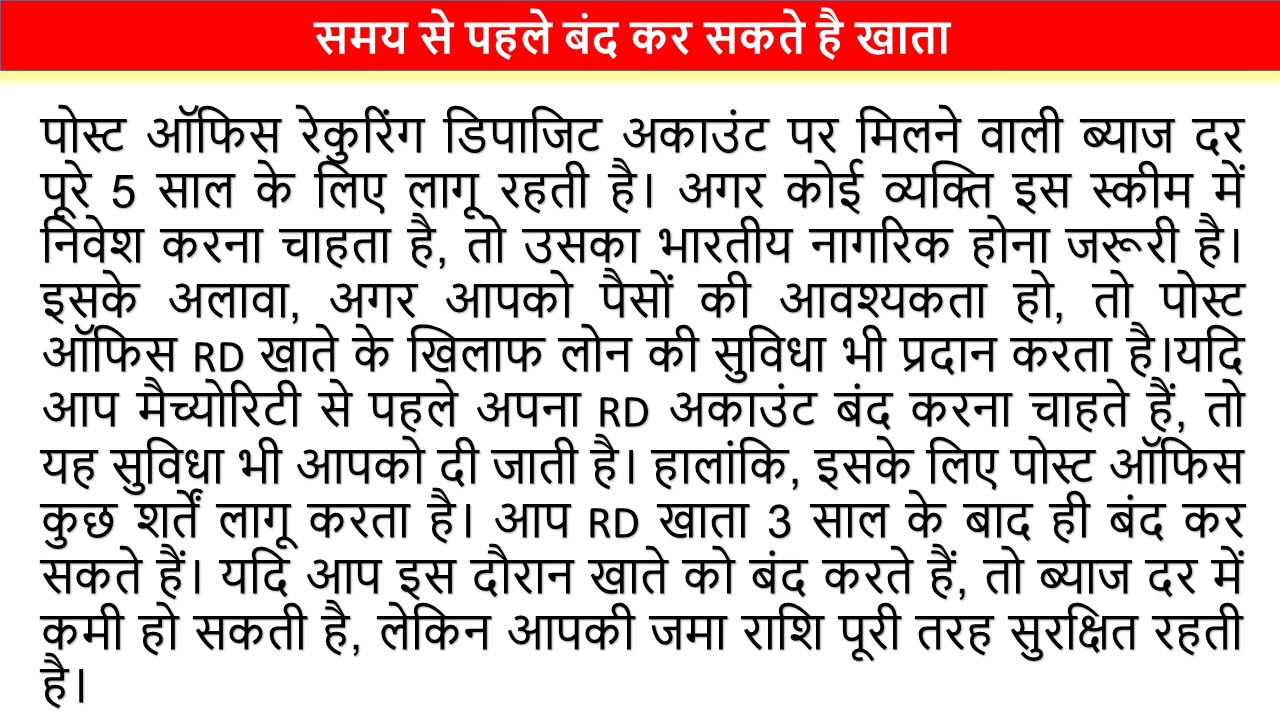 समय से पहले बंद कर सकते है खाता
पोस्ट ऑफिस रेकुरिंग डिपाजिट अकाउंट पर मिलने वाली ब्याज दर
पूरे 5 साल के लिए लागू रहती है। अगर कोई व्यक्ति इस स्कीम में
निवेश करना चाहता है, तो उसका भारतीय नागरिक होना जरूरी है।
इसके अलावा, अगर आपको पैसों की आवश्यकता हो, तो पोस्ट
ऑफिस RD खाते के खिलाफ लोन की सुविधा भी प्रदान करता है।यदि
आप मैच्योरिटी से पहले अपना RD अकाउंट बंद करना चाहते हैं, तो
यह सुविधा भी आपको दी जाती है। हालांकि, इसके लिए पोस्ट ऑफिस
कुछ शर्तें लागू करता है। आप RD खाता 3 साल के बाद ही बंद कर
सकते हैं। यदि आप इस दौरान खाते को बंद करते हैं, तो ब्याज दर में
कमी हो सकती है, लेकिन आपकी जमा राशि पूरी तरह सुरक्षित रहती
है।